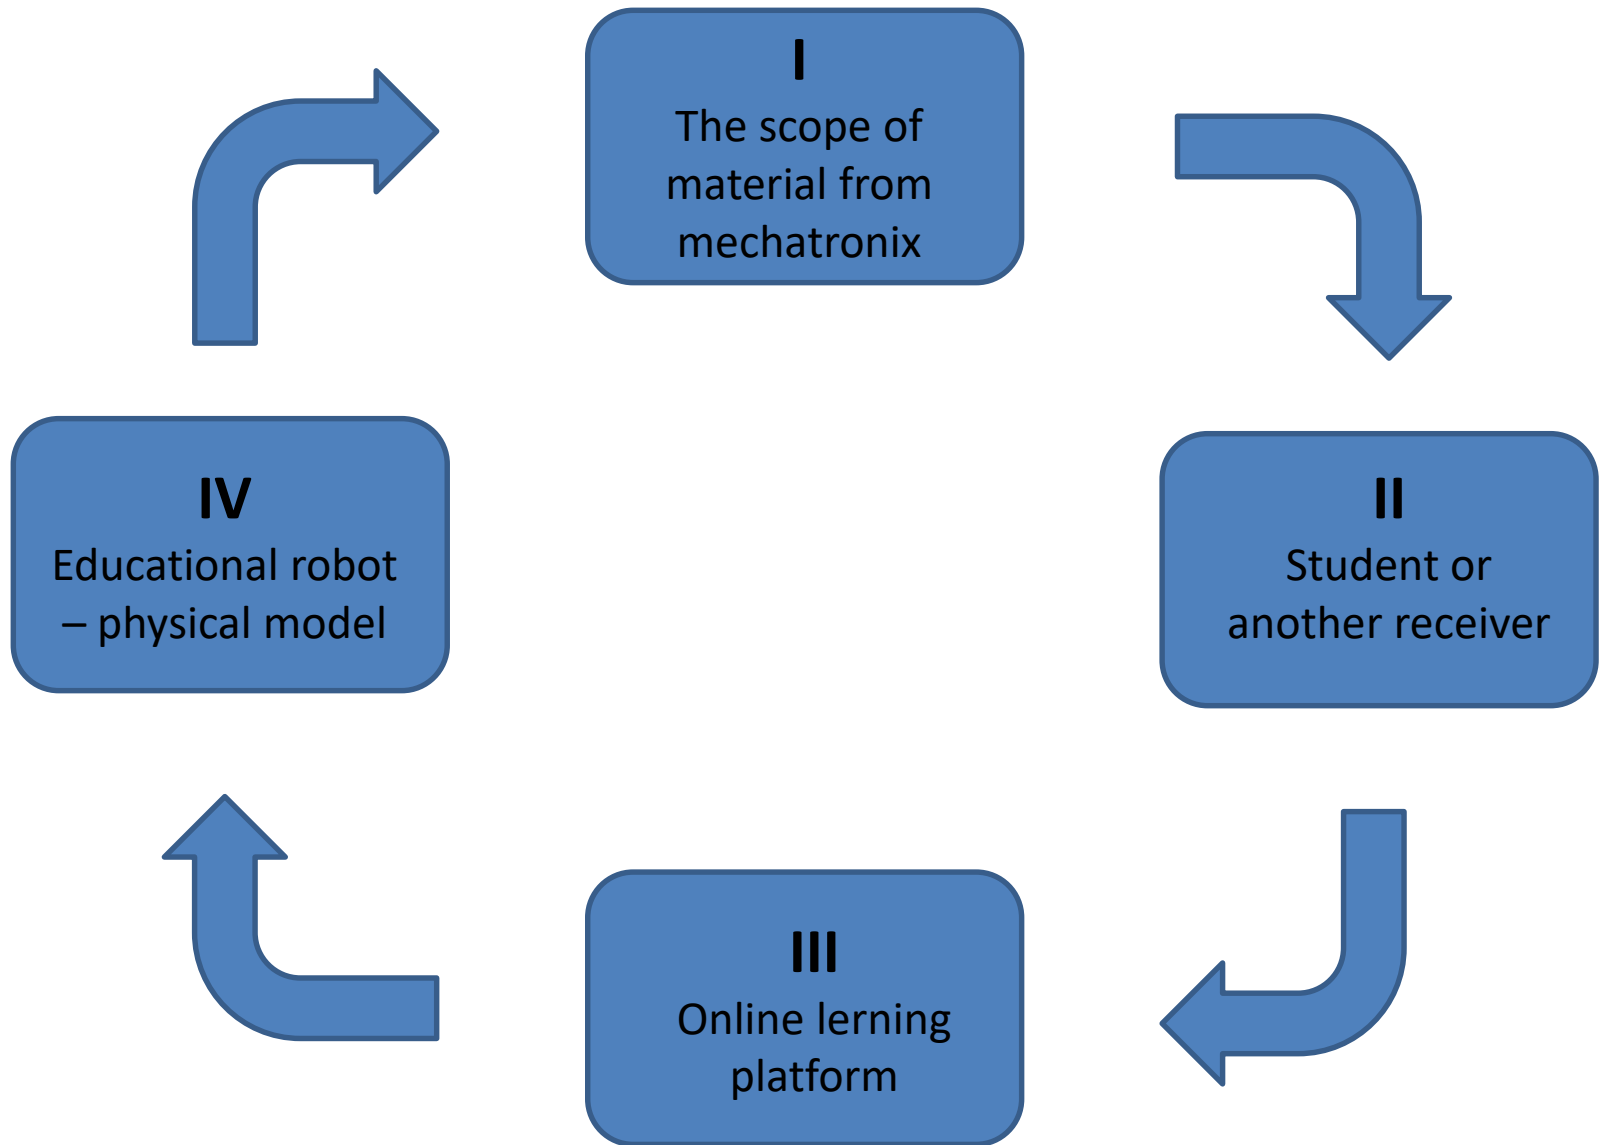 I
The scope of
material from
mechatronix
II
Student or
another receiver
III
Online lerning
platform
IV
Educational robot
– physical model